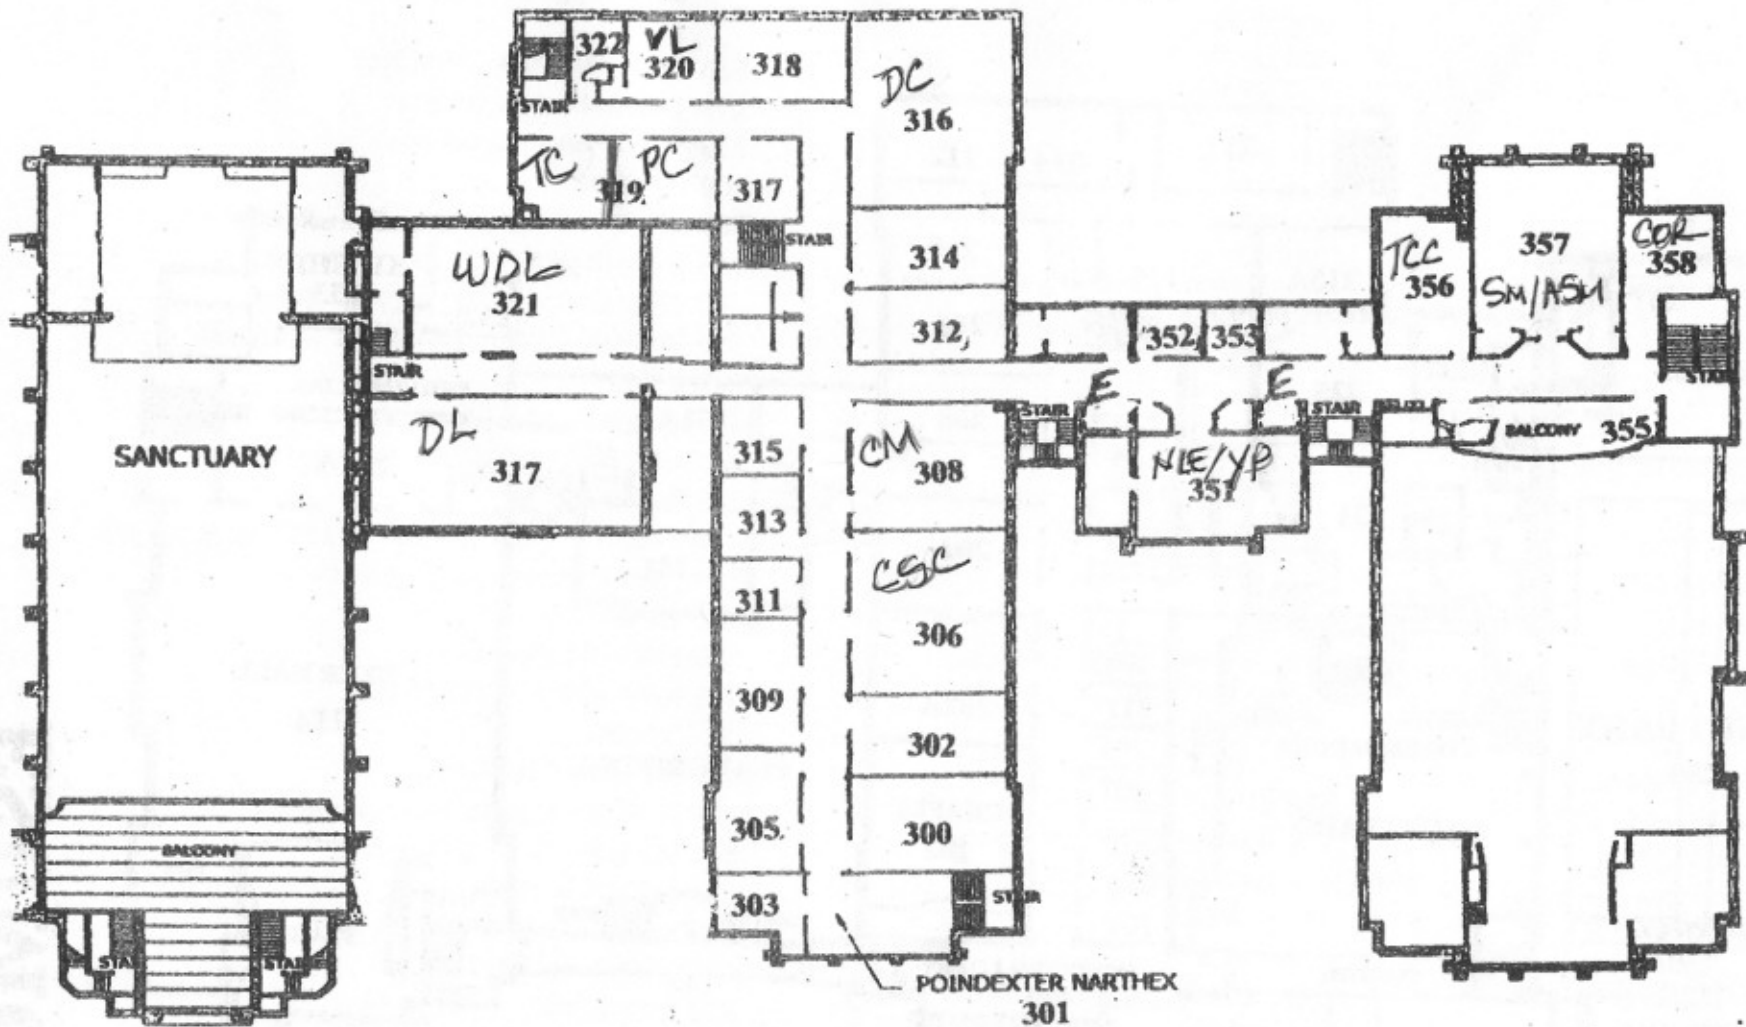 322
VL
320
318
DC
316
STAIR
TC
319
PC
317
STAIR
WDL
321
314
312
352
353
TCC
356
357
SM/ASM
COR
358
STAIR
STAIR
DL
317
SANCTUARY
315
CM
308
STAIR
E
E
STAIR
NLE/YP
351
BALCONY
355
313
CSC
311
306
309
302
305
300
BALCONY
303
STAIR
STAIR
STAIR
POINDEXTER NARTHEX
301